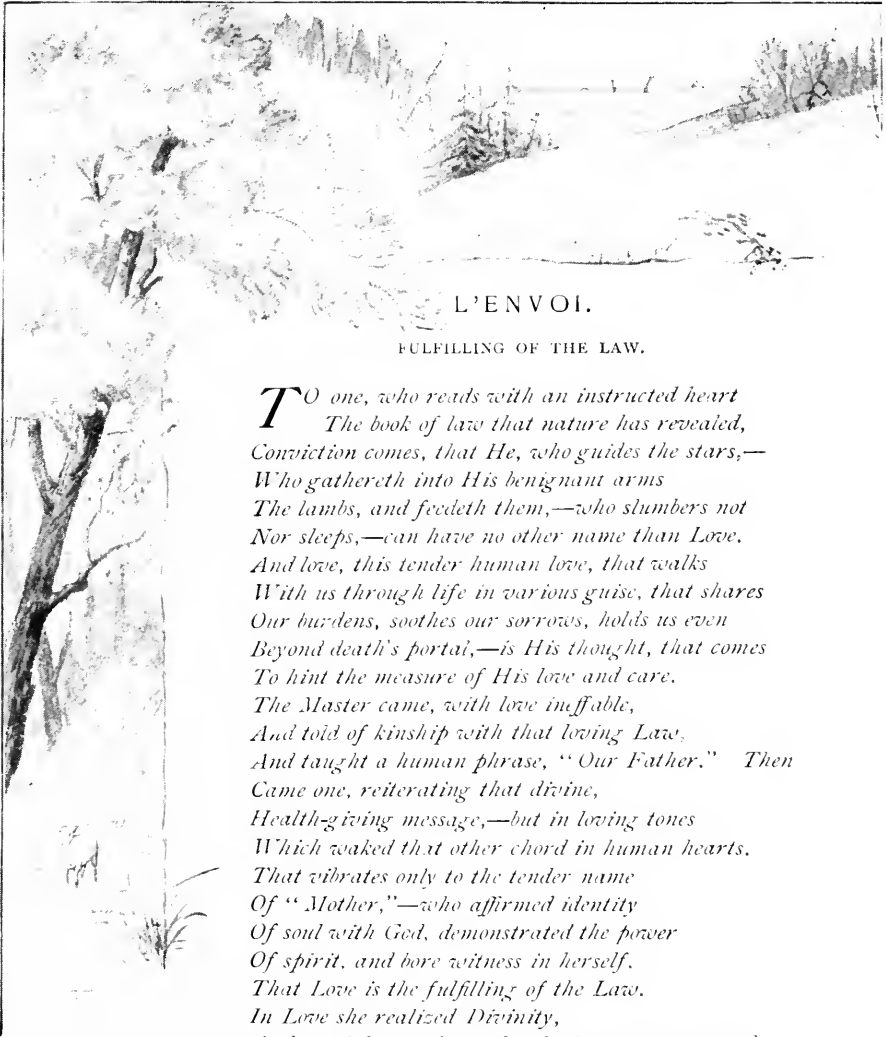 L'ENVOI.
FULFILLING OF THE LAW.
TO one, who reads with an instructed heart
The book of law that nature has revealed,
Conviction comes, that He, who guides the stars,—
Who gathereth into His benignant arms
The lambs, and feedeth them,—who slumbers not
Nor sleeps,—can have no other name than Love.
And love, this tender human love, that walks
With us through life in various guise, that shares
Our burdens, soothes our sorrows, holds us even
Beyond death's portal,—is His thought, that comes
To hint the measure of His love and care.
The Master came, with love ineffable,
And told of kinship with that loving Law,
And taught a human phrase, "Our Father." Then
Came one, reiterating that divine,
Health-giving message,—but in loving tones
Which waked that other chord in human hearts.
That vibrates only to the tender name
Of "Mother,"—who affirmed identity
Of soul with God, demonstrated the power
Of spirit, and bore witness in herself.
That Love is the fulfilling of the Law.
In Love she realized Divinity,